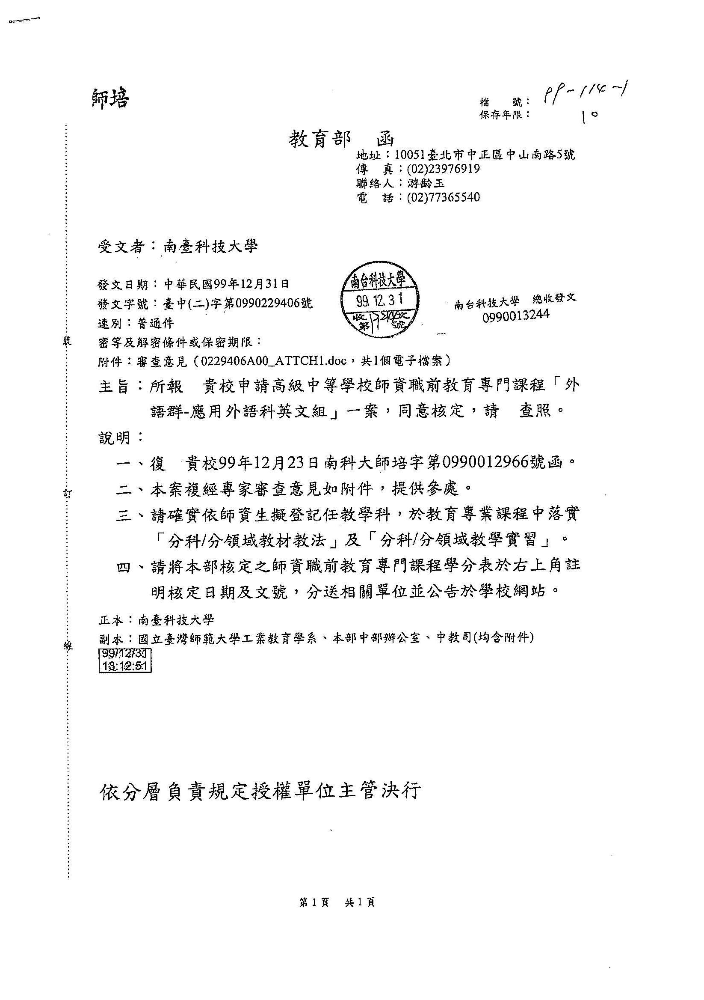 師培
檔　　號：99-114-1
保存年限：10
教育部　函
地址：10051臺北市中正區中山南路5號
傳　真：(02)23976919
聯絡人：游齡玉
電　話：(02)77365540
受文者：南臺科技大學
發文日期：中華民國99年12月31日
發文字號：臺中(二)字第0990229406號
速別：普通件
密等及解密條件或保密期限：
附件：審查意見（0229406A00_ATTCH1.doc，共1個電子檔案）
南台科技大學
99.12.31
收 文
第 號
南台科技大學　總收發文
0990013244
主旨：所報　貴校申請高級中等學校師資職前教育專門課程「外
語群-應用外語科英文組」一案，同意核定，請　查照。
說明：
一、復　貴校99年12月23日南科大師培字第0990012966號函。
二、本案複經專家審查意見如附件，提供參處。
三、請確實依師資生擬登記任教學科，於教育專業課程中落實
「分科/分領域教材教法」及「分科/分領域教學實習」。
四、請將本部核定之師資職前教育專門課程學分表於右上角註
明核定日期及文號，分送相關單位並公告於學校網站。
正本：南臺科技大學
副本：國立臺灣師範大學工業教育學系、本部中部辦公室、中教司(均含附件)
99/12/31
13:12:51
裝
訂
線
依分層負責規定授權單位主管決行
第1頁　共1頁